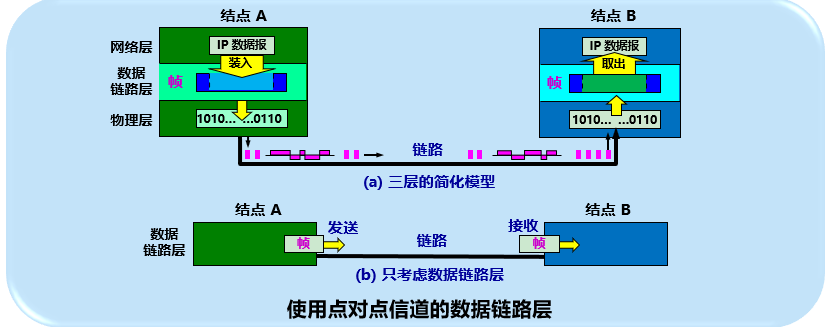 结点 A
结点 B
网络层
IP 数据报
IP 数据报
装入
取出
数据
链路层
帧
帧
物理层
1010… …0110
1010… …0110
链路
(a) 三层的简化模型
结点 A
结点 B
数据
链路层
发送
接收
帧
链路
帧
(b) 只考虑数据链路层
使用点对点信道的数据链路层